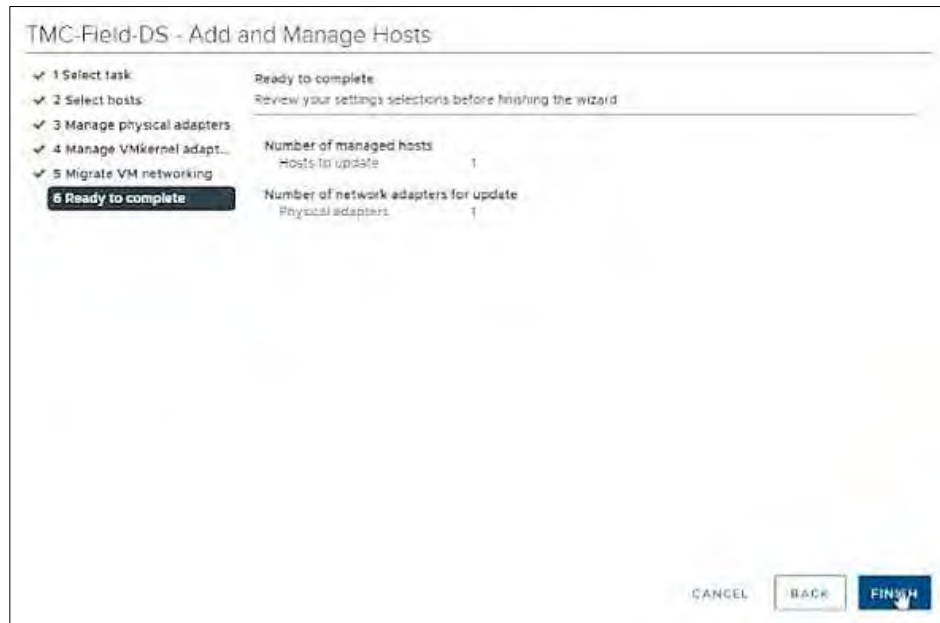 TMC-Field-DS - Add and Manage Hosts
✓ 1 Select task
✓ 2 Select hosts
✓ 3 Manage physical adapters
✓ 4 Manage VMkernel adapt...
✓ 5 Migrate VM networking
6 Ready to complete
Ready to complete
Review your settings selections before finishing the wizard
Number of managed hosts
Hosts to update 1
Number of network adapters for update
Physical adapters 1
CANCEL BACK FINISH